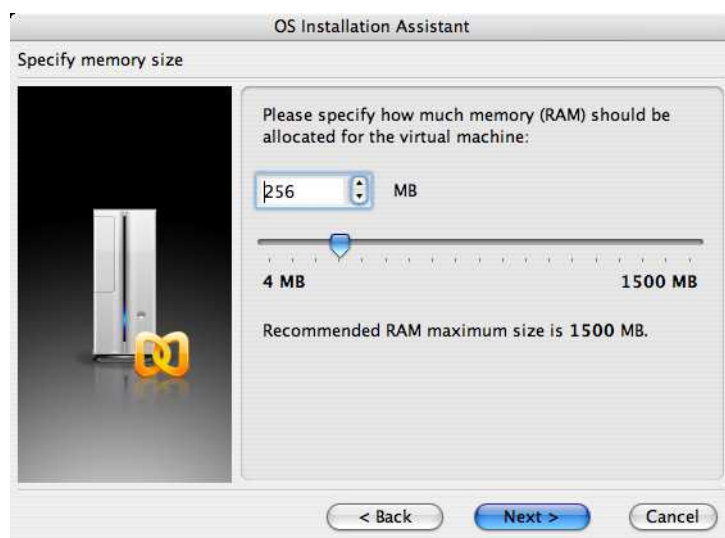 OS Installation Assistant
Specify memory size
Please specify how much memory (RAM) should be
allocated for the virtual machine:
256 MB
4 MB 1500 MB
Recommended RAM maximum size is 1500 MB.
< Back Next > Cancel